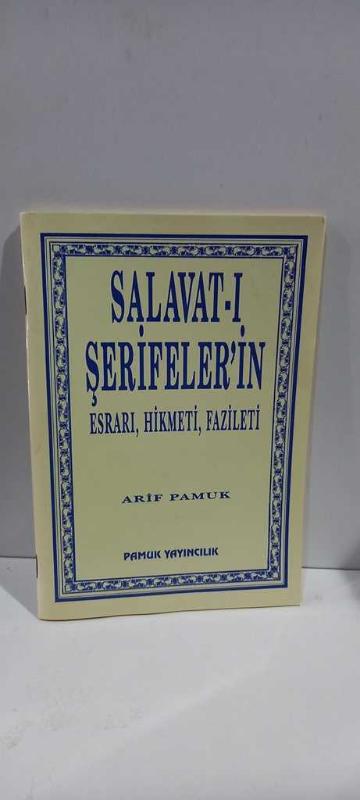 SALAVAT-I
ŞERİFELER'İN
ESRARI, HİKMETİ, FAZİLETİ
ARİF PAMUK
PAMUK YAYINCILIK